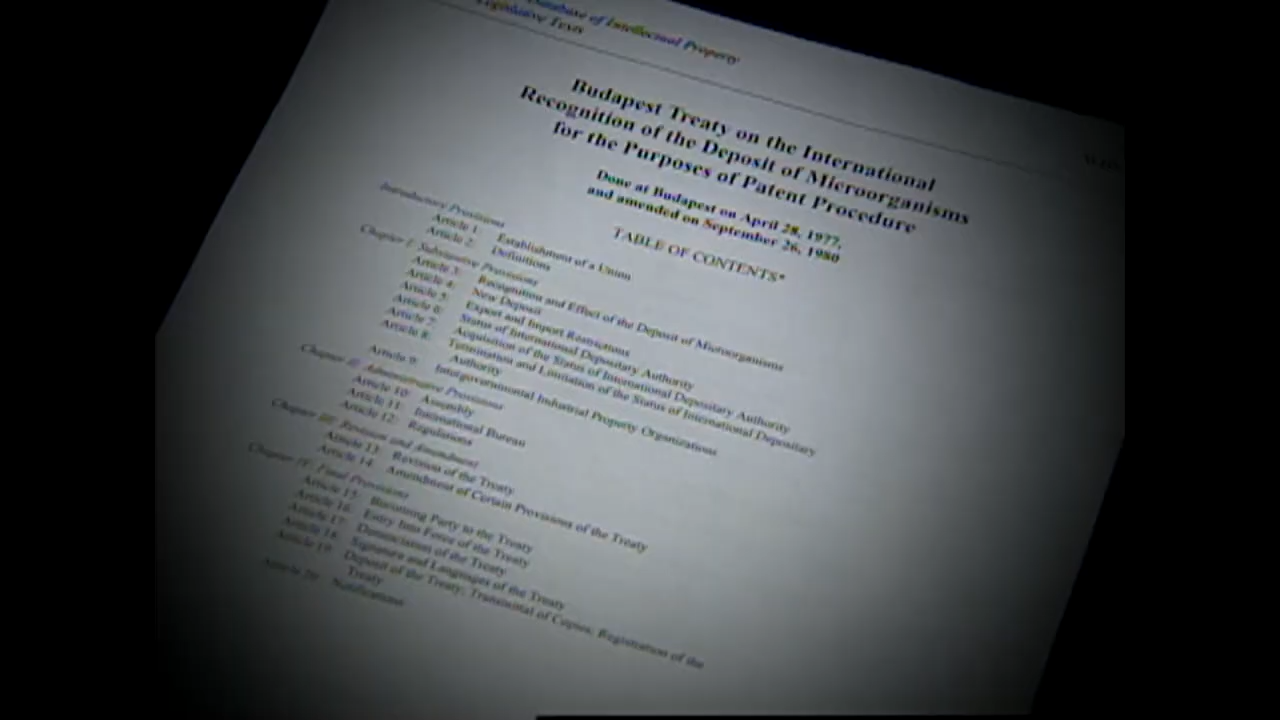 Database of Intellectual Property
Legislative Texts
Budapest Treaty on the International
Recognition of the Deposit of Microorganisms
for the Purposes of Patent Procedure
Done at Budapest on April 28, 1977,
and amended on September 26, 1980
TABLE OF CONTENTS*
Introductory Provisions
Article 1: Establishment of a Union
Article 2: Definitions
Chapter I: Substantive Provisions
Article 3: Recognition and Effect of the Deposit of Microorganisms
Article 4: New Deposit
Article 5: Export and Import Restrictions
Article 6: Status of International Depositary Authority
Article 7: Acquisition of the Status of International Depositary Authority
Article 8: Termination and Limitation of the Status of International Depositary
Authority
Article 9: Intergovernmental Industrial Property Organizations
Chapter II: Administrative Provisions
Article 10: Assembly
Article 11: International Bureau
Article 12: Regulations
Chapter III: Revision and Amendment
Article 13: Revision of the Treaty
Article 14: Amendment of Certain Provisions of the Treaty
Chapter IV: Final Provisions
Article 15: Becoming Party to the Treaty
Article 16: Entry Into Force of the Treaty
Article 17: Denunciation of the Treaty
Article 18: Signature and Languages of the Treaty
Article 19: Deposit of the Treaty; Transmittal of Copies; Registration of the
Treaty
Article 20: Notifications